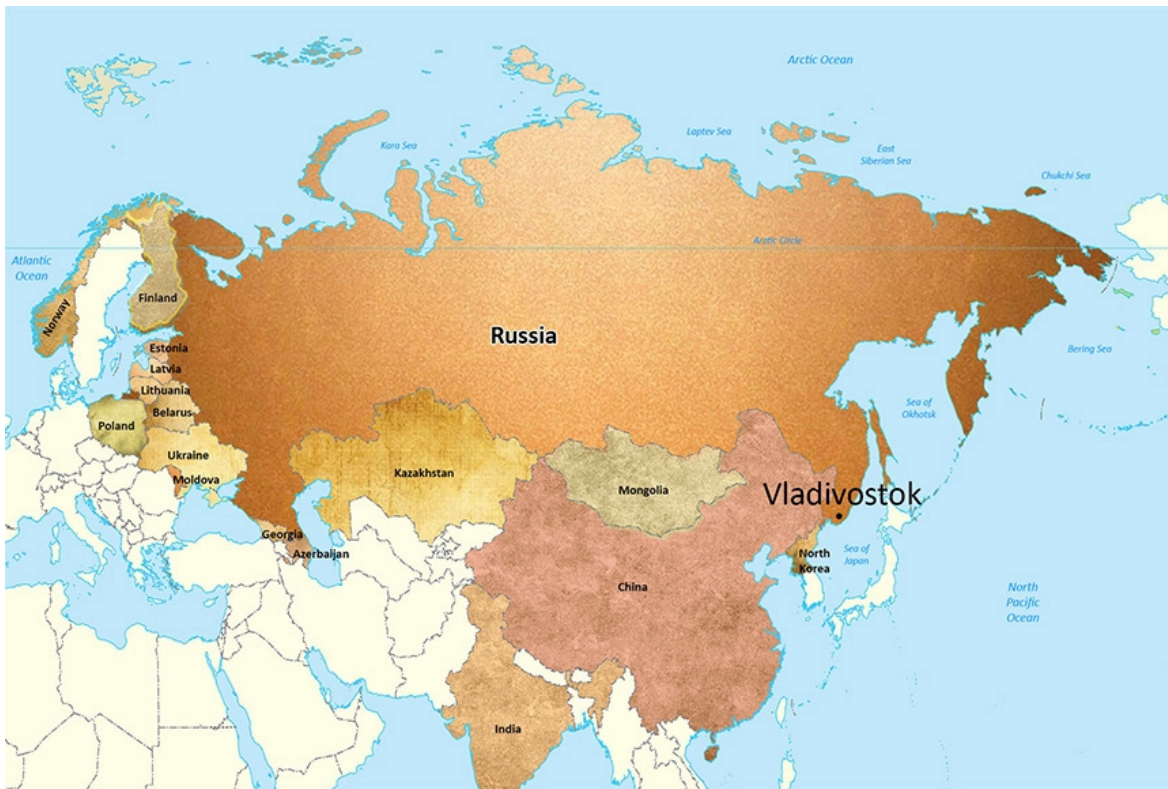 Arctic Ocean
Laptev Sea
Kara Sea
East
Siberian Sea
Chukchi Sea
Arctic Circle
Atlantic
Ocean
Norway
Finland
Russia
Estonia
Latvia
Lithuania
Belarus
Poland
Ukraine
Moldova
Bering Sea
Sea of
Okhotsk
Kazakhstan
Mongolia
Vladivostok
Georgia
Azerbaijan
North
Korea
Sea of
Japan
China
North
Pacific
Ocean
India